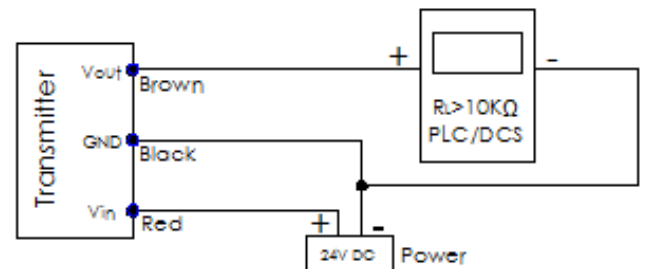 Transmitter
Vout
Brown
GND
Black
Vin
Red
+
-
RL>10KΩ
PLC/DCS
+
-
24V DC
Power